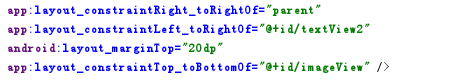 app:layout_constraintRight_toRightOf="parent"
app:layout_constraintLeft_toRightOf="@+id/textView2"
android:layout_marginTop="20dp"
app:layout_constraintTop_toBottomOf="@+id/imageView" />